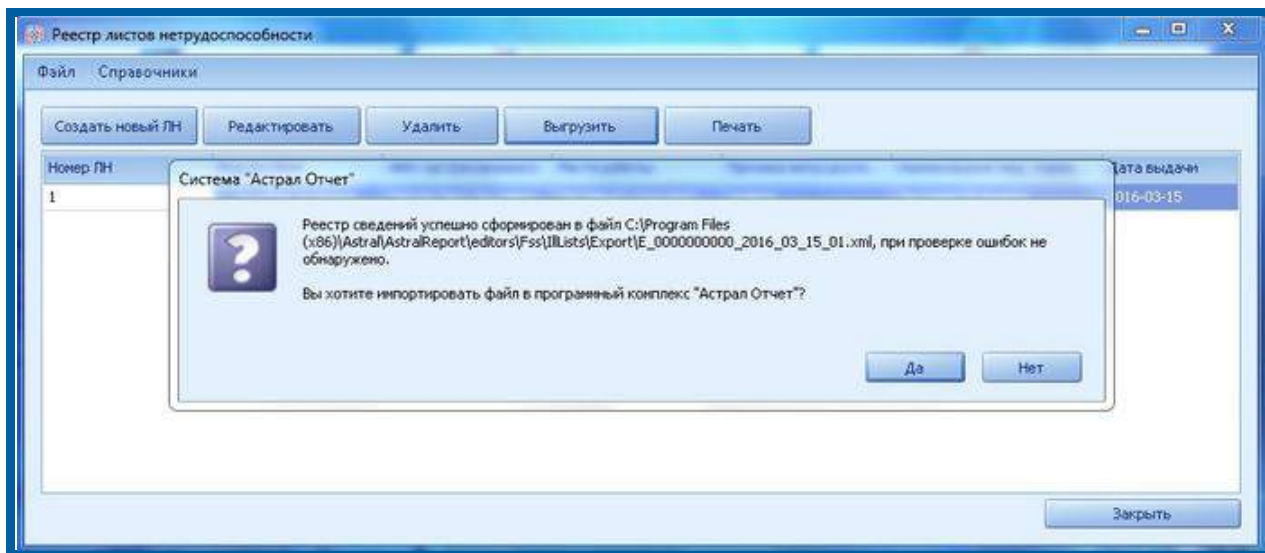 Реестр листов нетрудоспособности
Файл Справочники
Создать новый ЛН Редактировать Удалить Выгрузить Печать
Номер ЛН Дата выдачи
1 016-03-15
Система "Астрал Отчет"
Реестр сведений успешно сформирован в файл C:\Program Files
(x86)\Astral\AstralReport\editors\Fss\IllLists\Export\E_0000000000_2016_03_15_01.xml, при проверке ошибок не
обнаружено.
Вы хотите импортировать файл в программный комплекс "Астрал Отчет"?
Да Нет
Закрыть